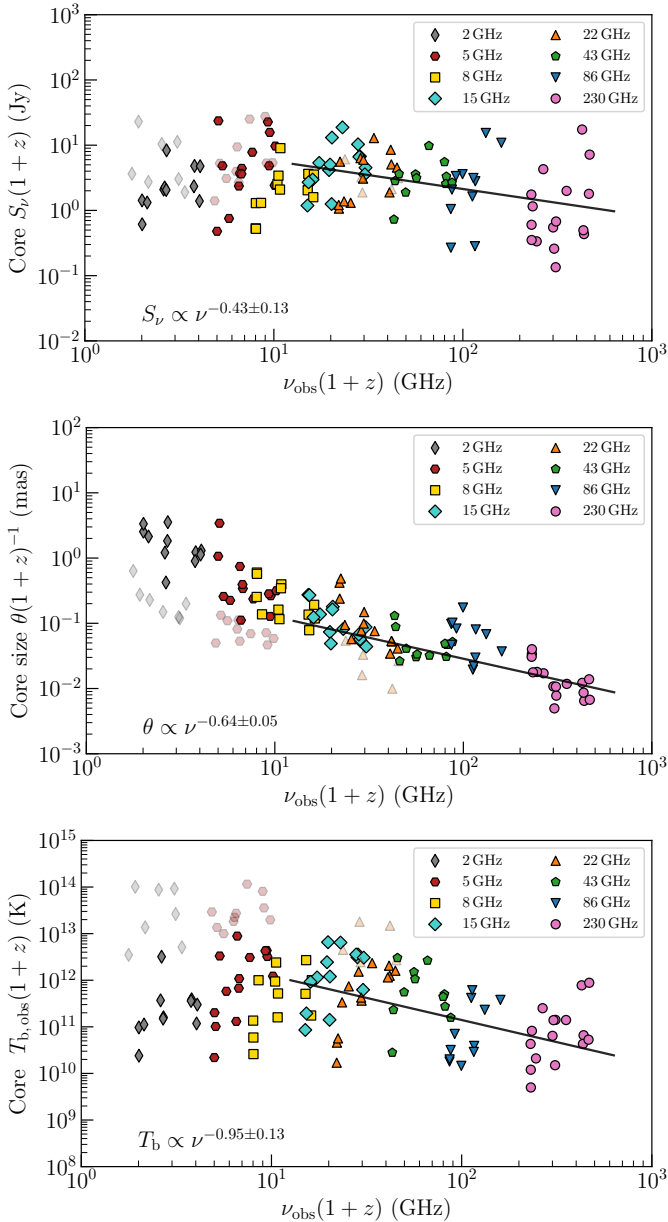 10³
10²
10¹
10⁰
10⁻¹
10⁻²
Core S_ν(1 + z) (Jy)
2 GHz 22 GHz
5 GHz 43 GHz
8 GHz 86 GHz
15 GHz 230 GHz
S_ν ∝ ν^−0.43±0.13
10⁰ 10¹ 10² 10³
ν_obs(1 + z) (GHz)
10²
10¹
10⁰
10⁻¹
10⁻²
10⁻³
Core size θ(1 + z)⁻¹ (mas)
2 GHz 22 GHz
5 GHz 43 GHz
8 GHz 86 GHz
15 GHz 230 GHz
θ ∝ ν^−0.64±0.05
10⁰ 10¹ 10² 10³
ν_obs(1 + z) (GHz)
10¹⁵
10¹⁴
10¹³
10¹²
10¹¹
10¹⁰
10⁹
10⁸
Core T_b,obs(1 + z) (K)
2 GHz 22 GHz
5 GHz 43 GHz
8 GHz 86 GHz
15 GHz 230 GHz
T_b ∝ ν^−0.95±0.13
10⁰ 10¹ 10² 10³
ν_obs(1 + z) (GHz)